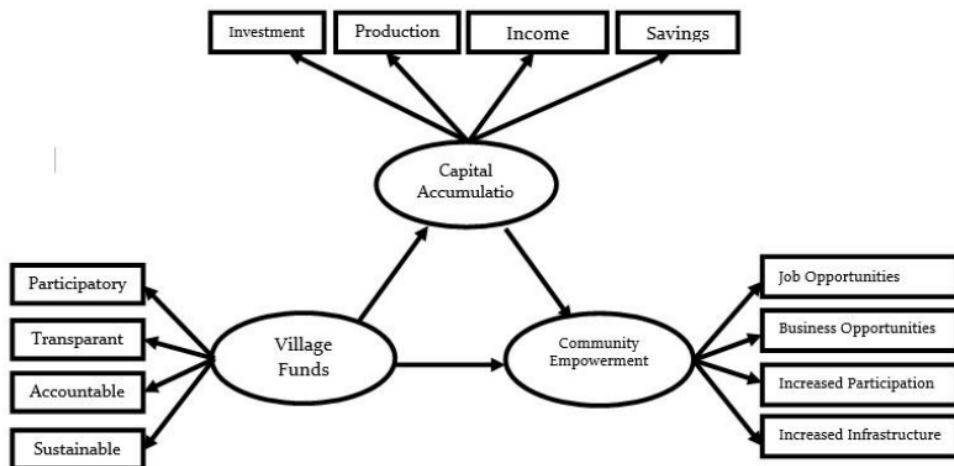 Investment
Production
Income
Savings
Capital
Accumulatio
Participatory
Transparant
Accountable
Sustainable
Village
Funds
Community
Empowerment
Job Opportunities
Business Opportunities
Increased Participation
Increased Infrastructure